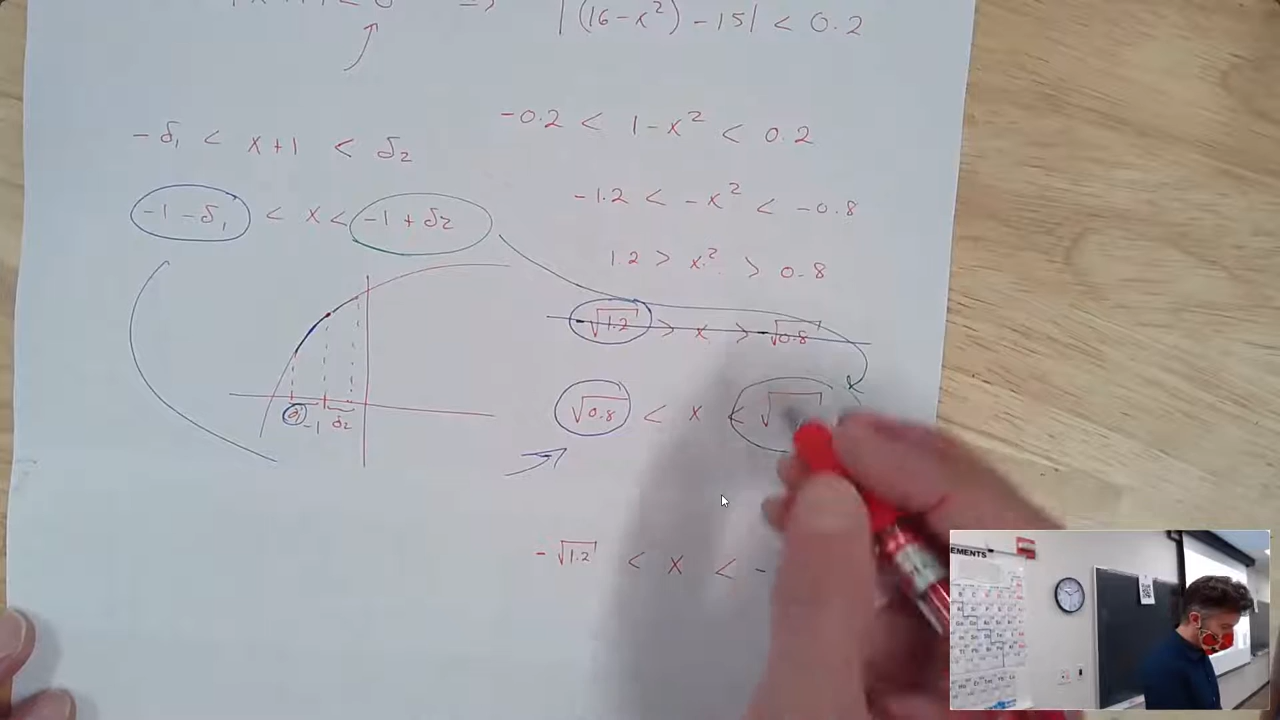 |(16-x²)-15| < 0.2
-0.2 < 1-x² < 0.2
-δ₁ < x+1 < δ₂
-1.2 < -x² < -0.8
-1-δ₁ < x < -1+δ₂
1.2 > x² > 0.8
-√1.2 > x > -√0.8
√0.8 < x < √
δ₁ -1 δ₂
-√1.2 < x < -
EMENTS